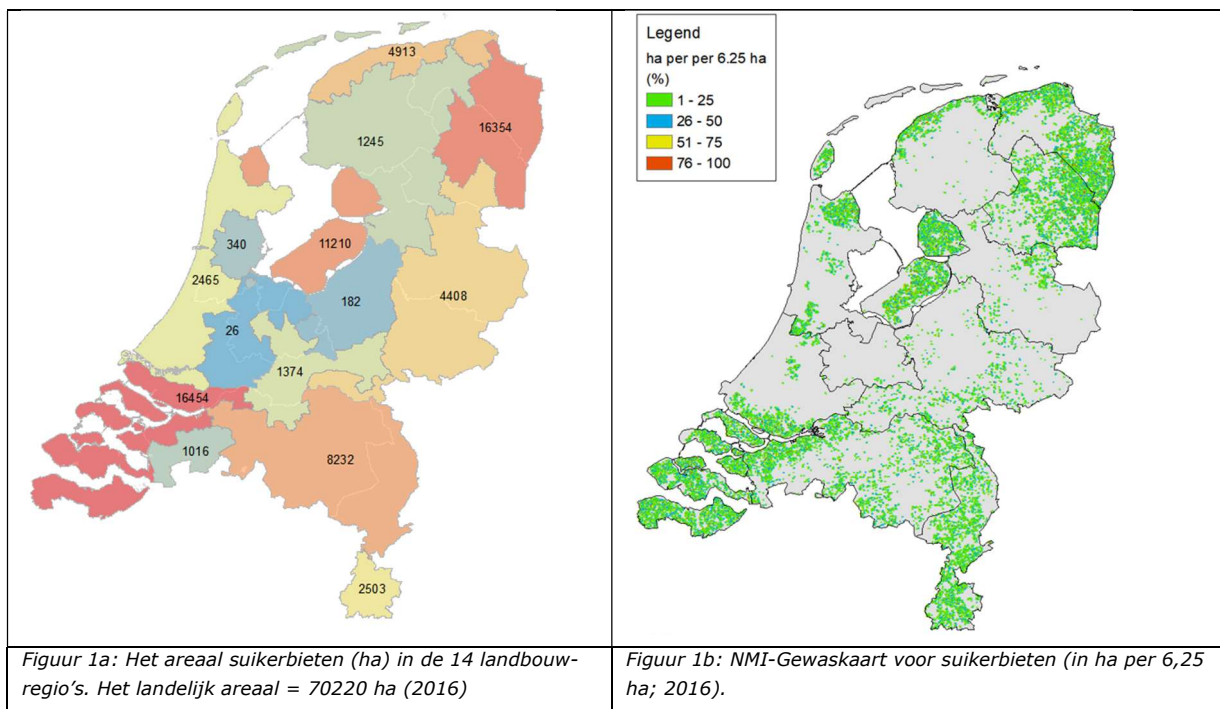 4913
16354
1245
340
11210
2465
182
4408
26
1374
16454
1016
8232
2503
Legend
ha per per 6.25 ha
(%)
1 - 25
26 - 50
51 - 75
76 - 100
Figuur 1a: Het areaal suikerbieten (ha) in de 14 landbouw-
regio's. Het landelijk areaal = 70220 ha (2016)
Figuur 1b: NMI-Gewaskaart voor suikerbieten (in ha per 6,25
ha; 2016).